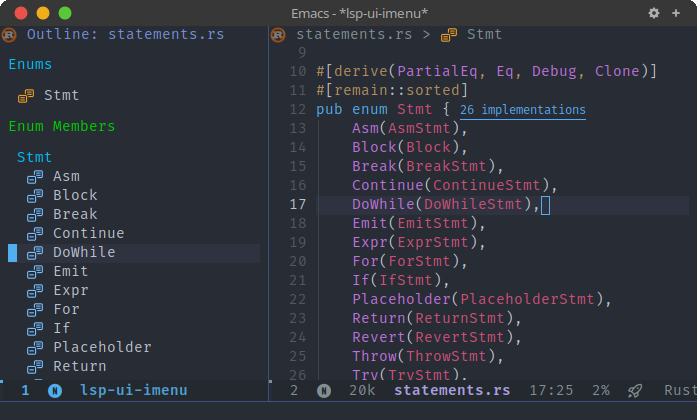 Emacs - *lsp-ui-imenu*
Outline: statements.rs
Enums
Stmt
Enum Members
Stmt
Asm
Block
Break
Continue
DoWhile
Emit
Expr
For
If
Placeholder
Return
1 N lsp-ui-imenu
statements.rs > Stmt
9
10 #[derive(PartialEq, Eq, Debug, Clone)]
11 #[remain::sorted]
12 pub enum Stmt { 26 implementations
13 Asm(AsmStmt),
14 Block(Block),
15 Break(BreakStmt),
16 Continue(ContinueStmt),
17 DoWhile(DoWhileStmt),
18 Emit(EmitStmt),
19 Expr(ExprStmt),
20 For(ForStmt),
21 If(IfStmt),
22 Placeholder(PlaceholderStmt),
23 Return(ReturnStmt),
24 Revert(RevertStmt),
25 Throw(ThrowStmt),
26 Try(TryStmt),
2 N 20k statements.rs 17:25 2% Rust